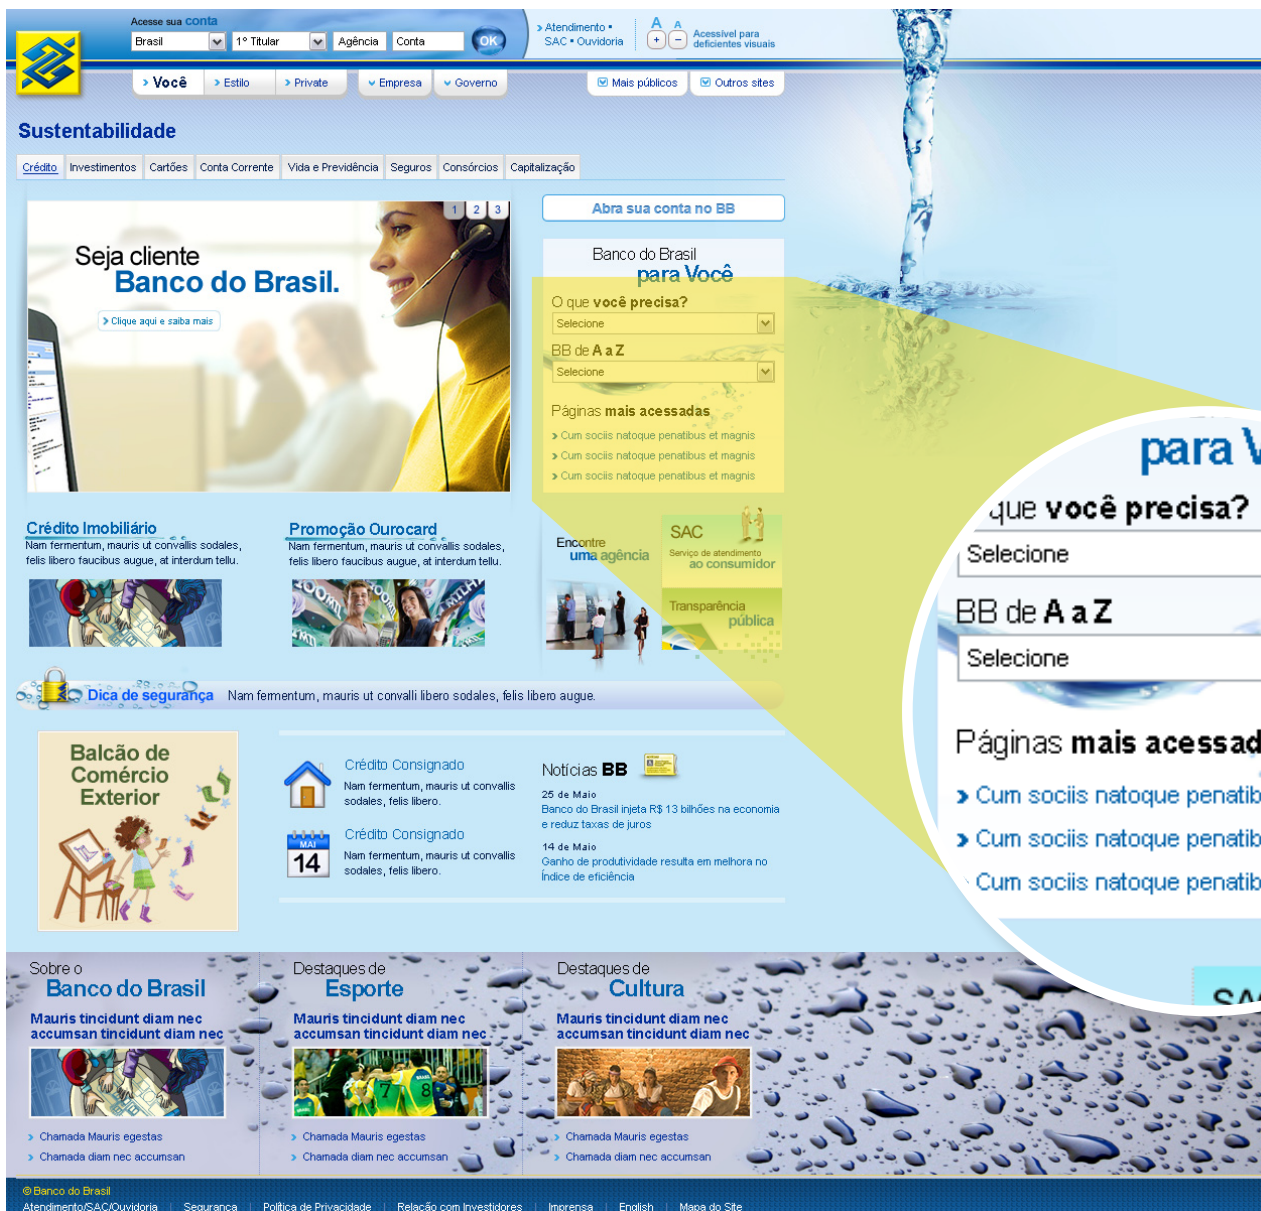 Acesse sua conta
Brasil
1º Titular
Agência
Conta
OK
Atendimento •
SAC • Ouvidoria
A A
+ −
Acessível para
deficientes visuais
Você
Estilo
Private
Empresa
Governo
Mais públicos
Outros sites
Sustentabilidade
Crédito
Investimentos
Cartões
Conta Corrente
Vida e Previdência
Seguros
Consórcios
Capitalização
1 2 3
Seja cliente
Banco do Brasil.
Clique aqui e saiba mais
Abra sua conta no BB
Banco do Brasil
para Você
O que você precisa?
Selecione
BB de A a Z
Selecione
Páginas mais acessadas
Cum sociis natoque penatibus et magnis
Cum sociis natoque penatibus et magnis
Cum sociis natoque penatibus et magnis
para V
que você precisa?
Selecione
BB de A a Z
Selecione
Páginas mais acessad
Cum sociis natoque penatib
Cum sociis natoque penatib
Cum sociis natoque penatib
Crédito Imobiliário
Nam fermentum, mauris ut convallis sodales,
felis libero faucibus augue, at interdum tellu.
Promoção Ourocard
Nam fermentum, mauris ut convallis sodales,
felis libero faucibus augue, at interdum tellu.
Encontre
uma agência
SAC
Serviço de atendimento
ao consumidor
Transparência
pública
Dica de segurança
Nam fermentum, mauris ut convalli libero sodales, felis libero augue.
Balcão de
Comércio
Exterior
Crédito Consignado
Nam fermentum, mauris ut convallis
sodales, felis libero.
MAI
14
Crédito Consignado
Nam fermentum, mauris ut convallis
sodales, felis libero.
Notícias BB
25 de Maio
Banco do Brasil injeta R$ 13 bilhões na economia
e reduz taxas de juros
14 de Maio
Ganho de produtividade resulta em melhora no
Índice de eficiência
Sobre o
Banco do Brasil
Mauris tincidunt diam nec
accumsan tincidunt diam nec
Chamada Mauris egestas
Chamada diam nec accumsan
Destaques de
Esporte
Mauris tincidunt diam nec
accumsan tincidunt diam nec
7 8
Chamada Mauris egestas
Chamada diam nec accumsan
Destaques de
Cultura
Mauris tincidunt diam nec
accumsan tincidunt diam nec
Chamada Mauris egestas
Chamada diam nec accumsan
© Banco do Brasil
Atendimento/SAC/Ouvidoria | Segurança | Política de Privacidade | Relação com Investidores | Imprensa | English | Mapa do Site